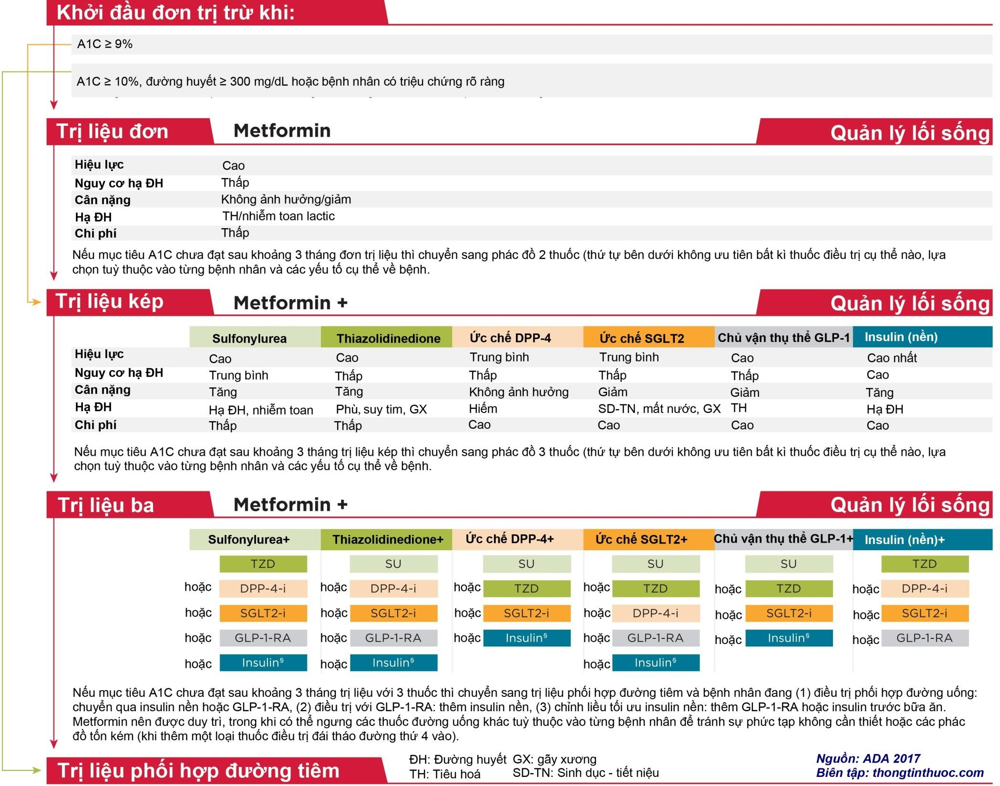 Khởi đầu đơn trị trừ khi:
A1C ≥ 9%
A1C ≥ 10%, đường huyết ≥ 300 mg/dL hoặc bệnh nhân có triệu chứng rõ ràng
Trị liệu đơn Metformin Quản lý lối sống
Hiệu lực Cao
Nguy cơ hạ ĐH Thấp
Cân nặng Không ảnh hưởng/giảm
Hạ ĐH TH/nhiễm toan lactic
Chi phí Thấp
Nếu mục tiêu A1C chưa đạt sau khoảng 3 tháng đơn trị liệu thì chuyển sang phác đồ 2 thuốc (thứ tự bên dưới không ưu tiên bất kì thuốc điều trị cụ thể nào, lựa
chọn tuỳ thuộc vào từng bệnh nhân và các yếu tố cụ thể về bệnh.
Trị liệu kép Metformin + Quản lý lối sống
Sulfonylurea Thiazolidinedione Ức chế DPP-4 Ức chế SGLT2 Chủ vận thụ thể GLP-1 Insulin (nền)
Hiệu lực Cao Cao Trung bình Trung bình Cao Cao nhất
Nguy cơ hạ ĐH Trung bình Thấp Thấp Thấp Thấp Cao
Cân nặng Tăng Tăng Không ảnh hưởng Giảm Giảm Tăng
Hạ ĐH Hạ ĐH, nhiễm toan Phù, suy tim, GX Hiếm SD-TN, mất nước, GX TH Hạ ĐH
Chi phí Thấp Thấp Cao Cao Cao Cao
Nếu mục tiêu A1C chưa đạt sau khoảng 3 tháng trị liệu kép thì chuyển sang phác đồ 3 thuốc (thứ tự bên dưới không ưu tiên bất kì thuốc điều trị cụ thể nào, lựa
chọn tuỳ thuộc vào từng bệnh nhân và các yếu tố cụ thể về bệnh.
Trị liệu ba Metformin + Quản lý lối sống
Sulfonylurea+ Thiazolidinedione+ Ức chế DPP-4+ Ức chế SGLT2+ Chủ vận thụ thể GLP-1+ Insulin (nền)+
TZD SU SU SU SU TZD
hoặc DPP-4-i hoặc DPP-4-i hoặc TZD hoặc TZD hoặc TZD hoặc DPP-4-i
hoặc SGLT2-i hoặc SGLT2-i hoặc SGLT2-i hoặc DPP-4-i hoặc SGLT2-i hoặc SGLT2-i
hoặc GLP-1-RA hoặc GLP-1-RA hoặc Insulin§ hoặc GLP-1-RA hoặc Insulin§ hoặc GLP-1-RA
hoặc Insulin§ hoặc Insulin§ hoặc Insulin§
Nếu mục tiêu A1C chưa đạt sau khoảng 3 tháng trị liệu với 3 thuốc thì chuyển sang trị liệu phối hợp đường tiêm và bệnh nhân đang (1) điều trị phối hợp đường uống:
chuyển qua insulin nền hoặc GLP-1-RA, (2) điều trị với GLP-1-RA: thêm insulin nền, (3) chỉnh liều tối ưu insulin nền: thêm GLP-1-RA hoặc insulin trước bữa ăn.
Metformin nên được duy trì, trong khi có thể ngưng các thuốc đường uống khác tuỳ thuộc vào từng bệnh nhân để tránh sự phức tạp không cần thiết hoặc các phác
đồ tốn kém (khi thêm một loại thuốc điều trị đái tháo đường thứ 4 vào).
Trị liệu phối hợp đường tiêm
ĐH: Đường huyết GX: gãy xương
TH: Tiêu hoá SD-TN: Sinh dục - tiết niệu
Nguồn: ADA 2017
Biên tập: thongtinthuoc.com